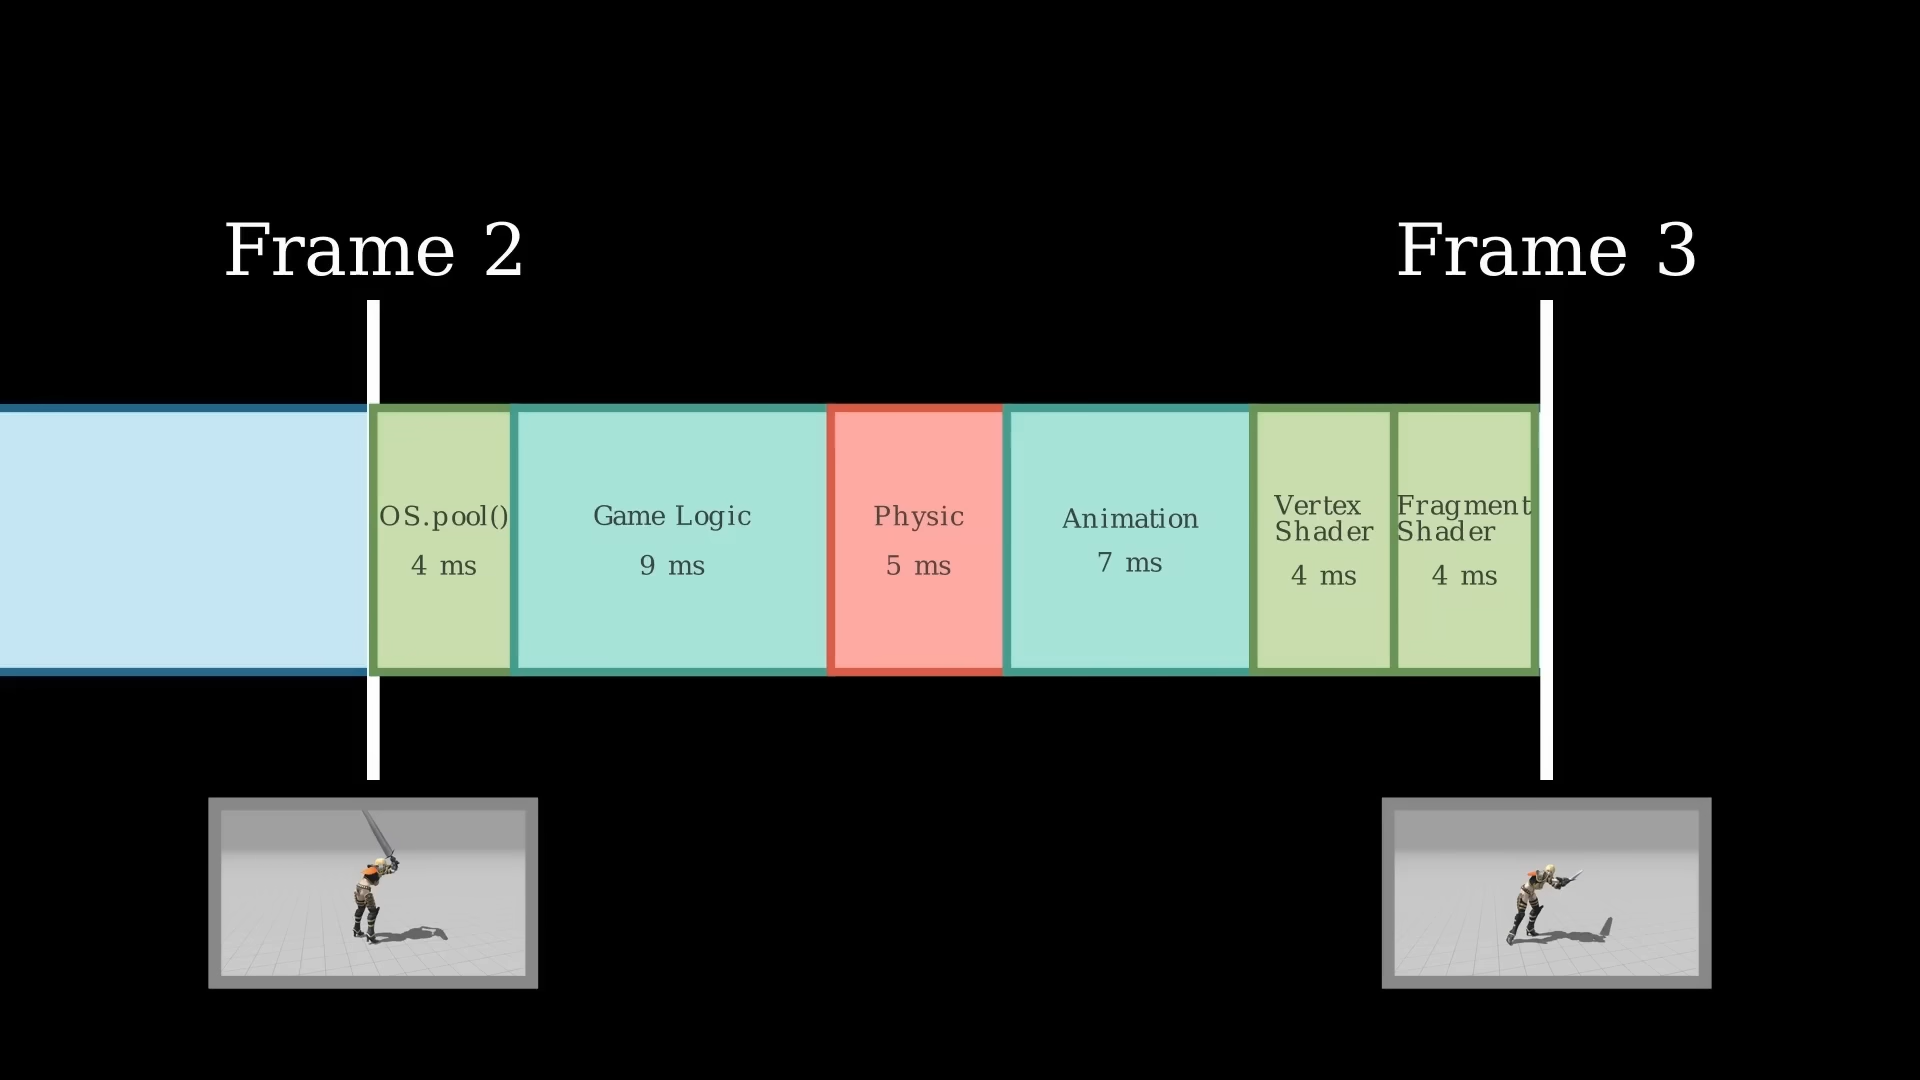 Frame 2
Frame 3
OS.pool()
4 ms
Game Logic
9 ms
Physic
5 ms
Animation
7 ms
Vertex
Shader
4 ms
Fragment
Shader
4 ms